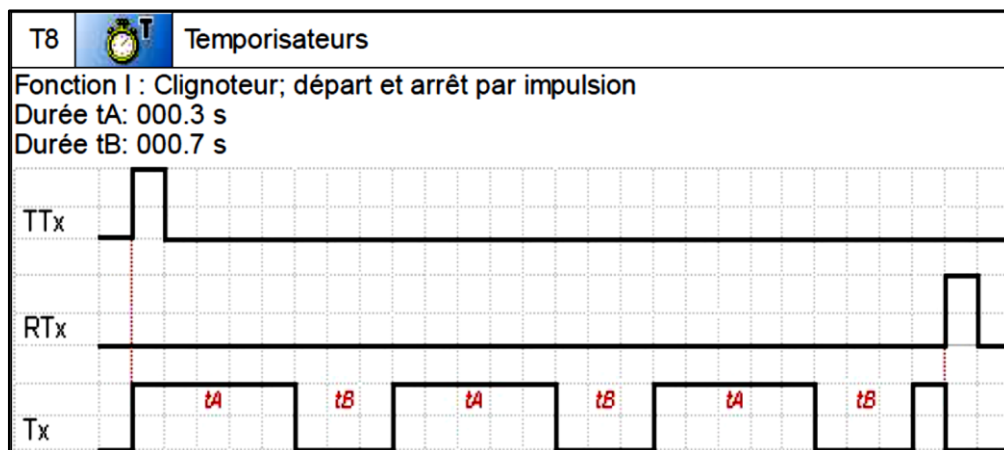 T8 T Temporisateurs
Fonction I : Clignoteur; départ et arrêt par impulsion
Durée tA: 000.3 s
Durée tB: 000.7 s
TTx
RTx
tA tB tA tB tA tB
Tx